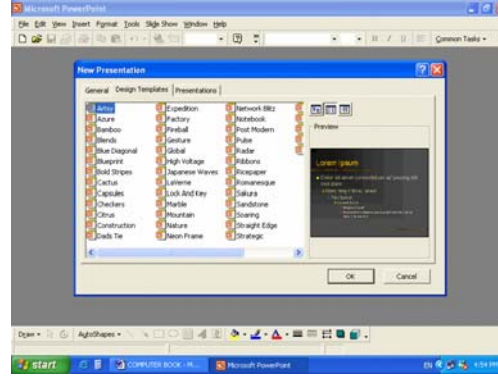 Microsoft PowerPoint
File Edit View Insert Format Tools Slide Show Window Help
Common Tasks
New Presentation
General Design Templates Presentations
Artsy
Azure
Bamboo
Blends
Blue Diagonal
Blueprint
Bold Stripes
Cactus
Capsules
Checkers
Citrus
Construction
Dads Tie
Expedition
Factory
Fireball
Gesture
Global
High Voltage
Japanese Waves
LaVerne
Lock And Key
Marble
Mountain
Nature
Neon Frame
Network Blitz
Notebook
Post Modern
Pulse
Radar
Ribbons
Ricepaper
Romanesque
Sakura
Sandstone
Soaring
Straight Edge
Strategic
Preview
Lorem Ipsum
OK Cancel
Draw AutoShapes
start COMPUTER BOOK - M... Microsoft PowerPoint EN 4:54 PM